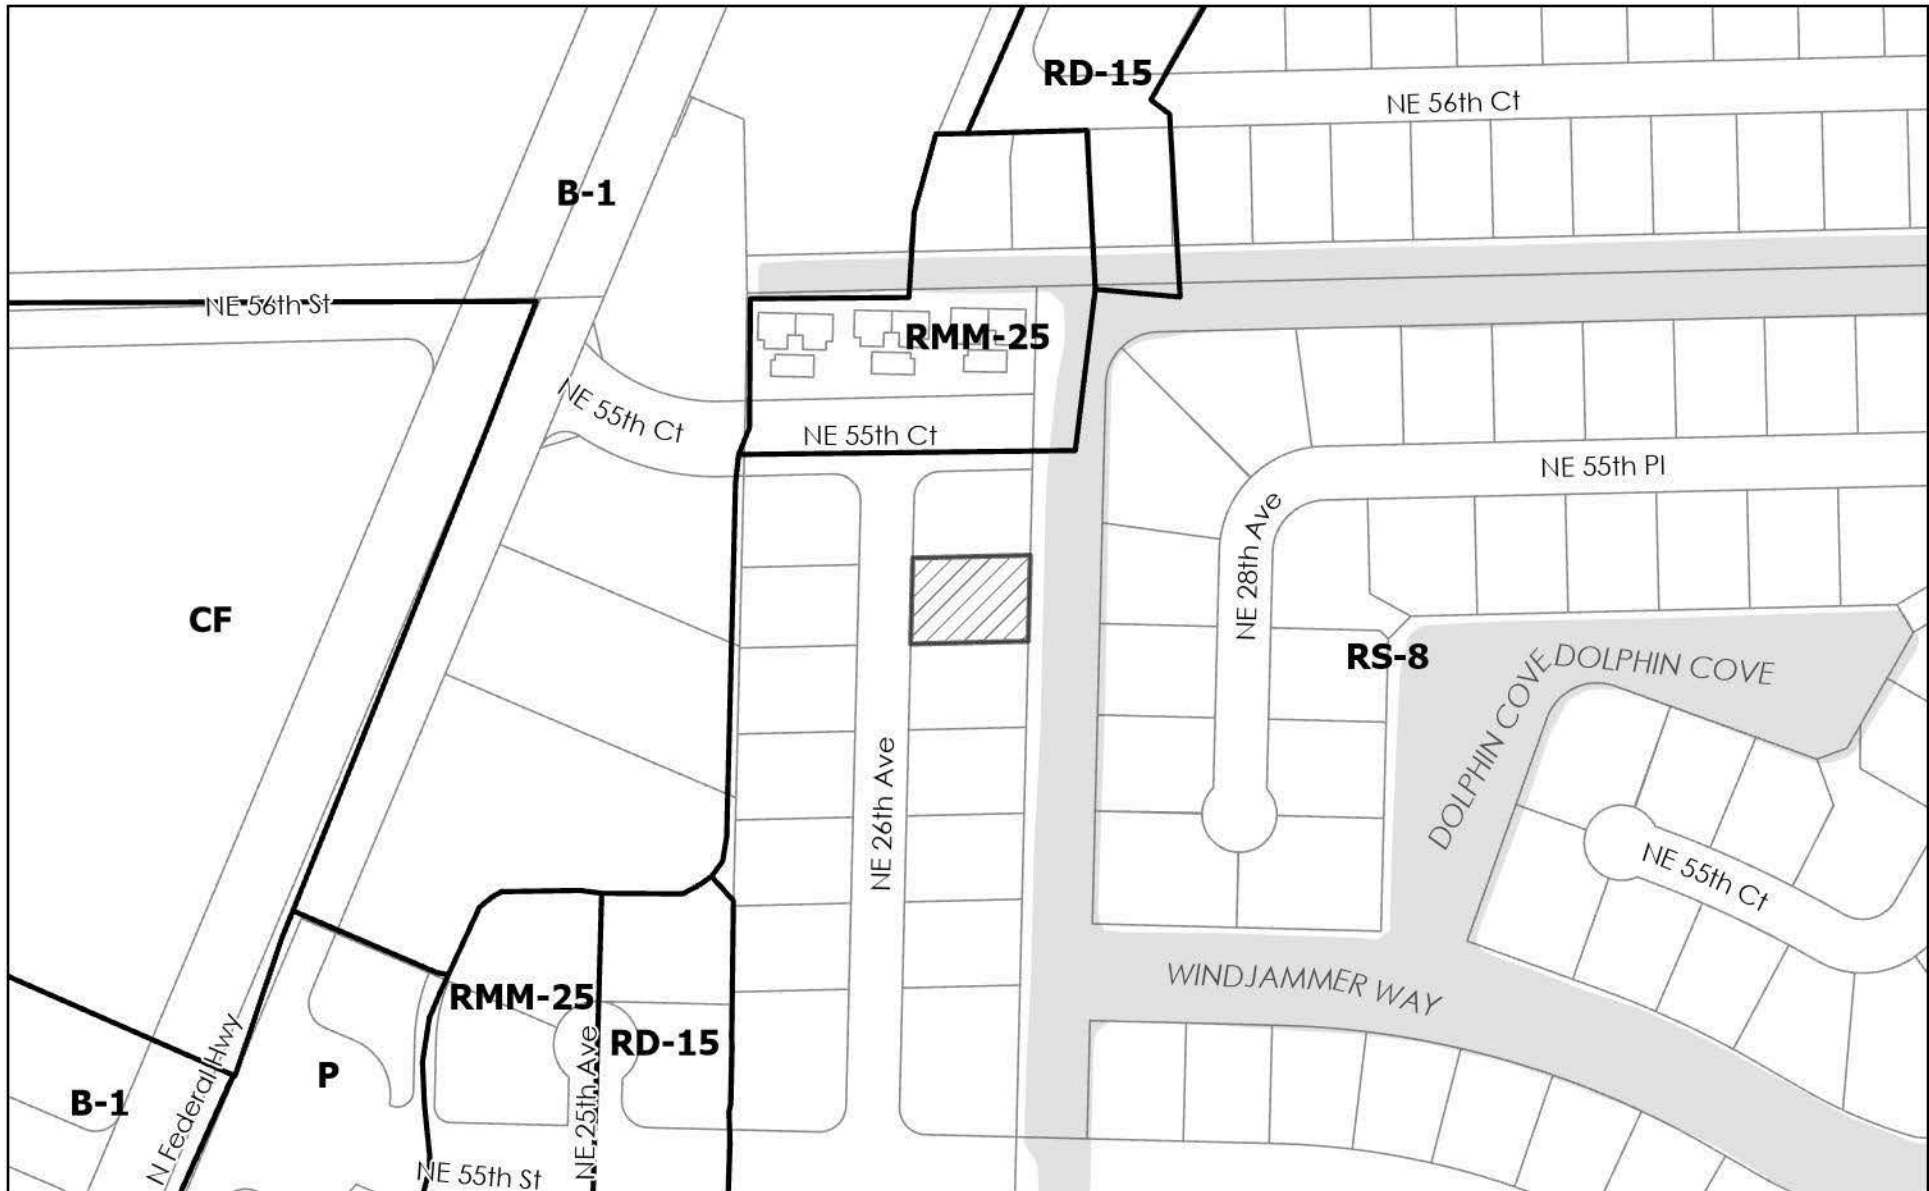 RD-15
NE 56th Ct
B-1
NE 56th St
RMM-25
NE 55th Ct
NE 55th Ct
NE 55th Pl
NE 28th Ave
CF
RS-8
DOLPHIN COVE
DOLPHIN COVE
NE 26th Ave
NE 55th Ct
WINDJAMMER WAY
RMM-25
RD-15
NE 25th Ave
P
B-1
N Federal Hwy
NE 55th St